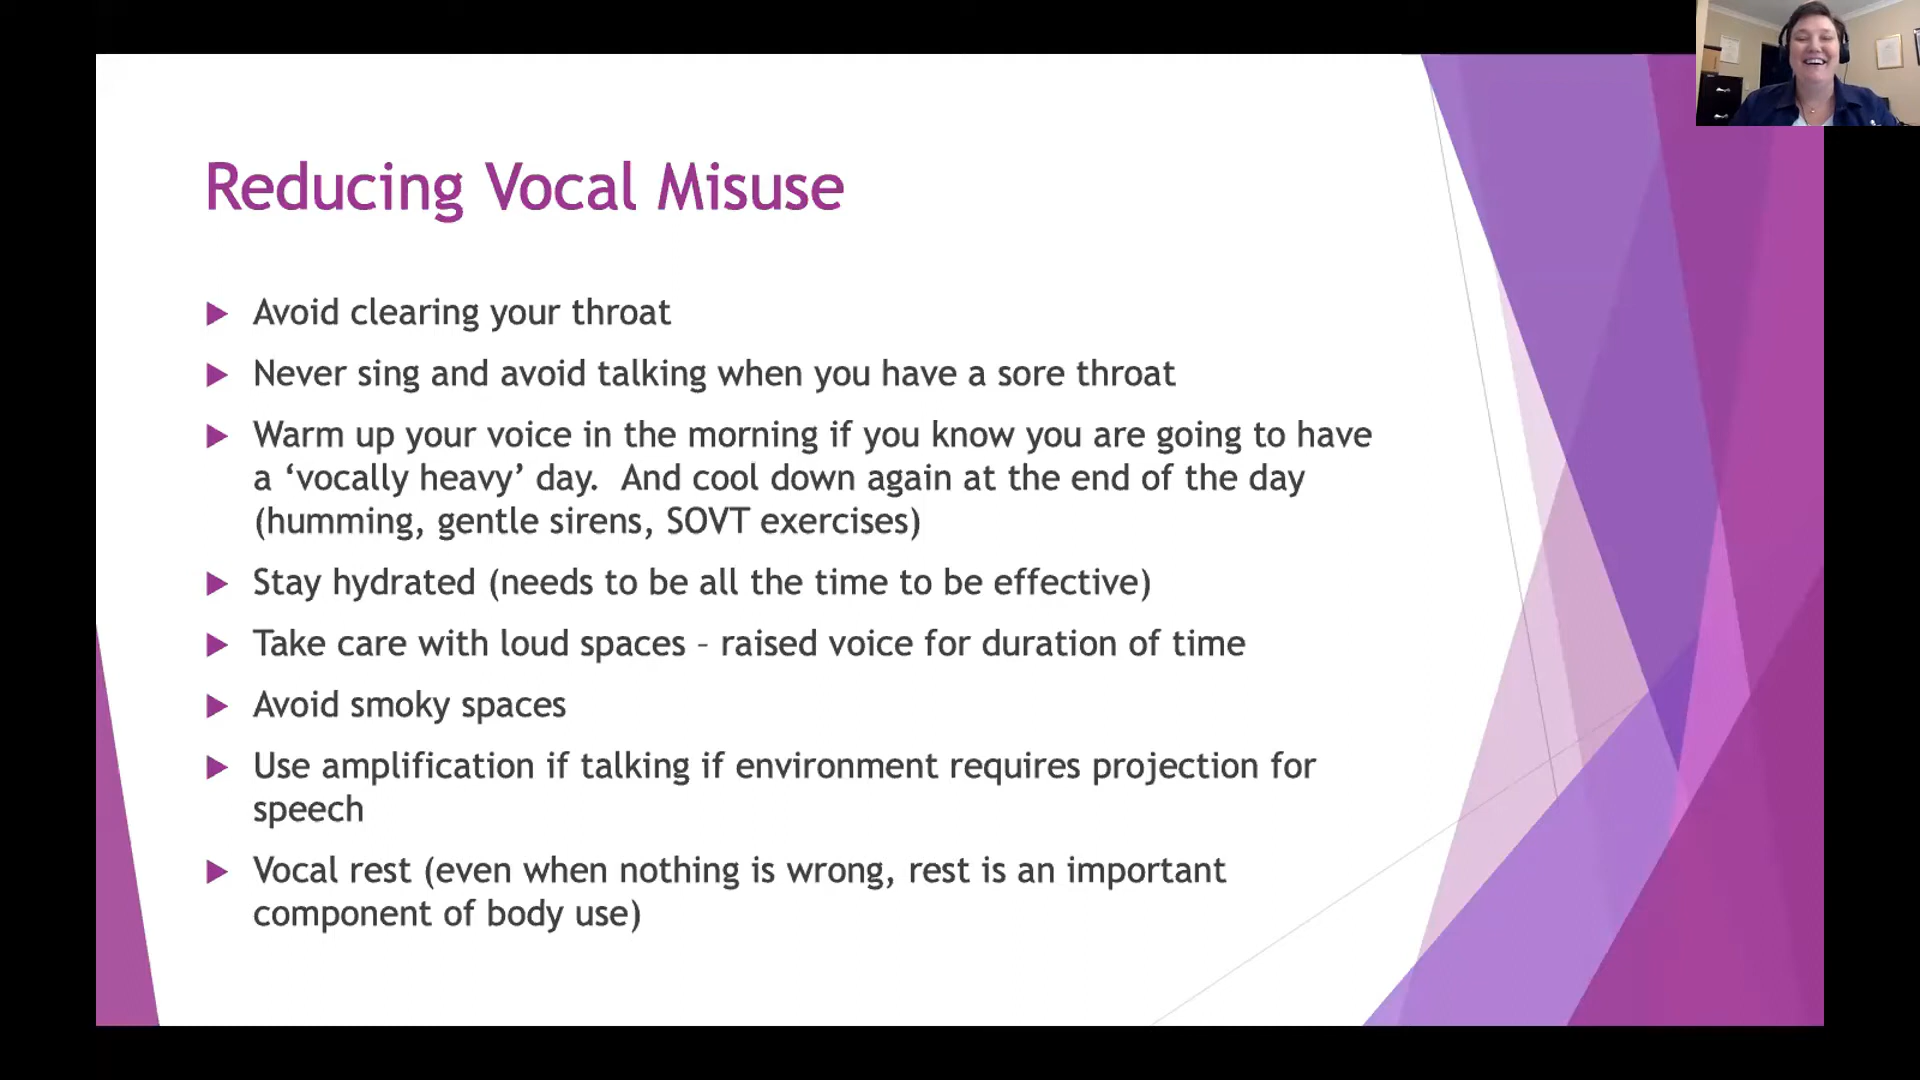 Reducing Vocal Misuse
Avoid clearing your throat
Never sing and avoid talking when you have a sore throat
Warm up your voice in the morning if you know you are going to have
a ‘vocally heavy’ day.  And cool down again at the end of the day
(humming, gentle sirens, SOVT exercises)
Stay hydrated (needs to be all the time to be effective)
Take care with loud spaces – raised voice for duration of time
Avoid smoky spaces
Use amplification if talking if environment requires projection for
speech
Vocal rest (even when nothing is wrong, rest is an important
component of body use)